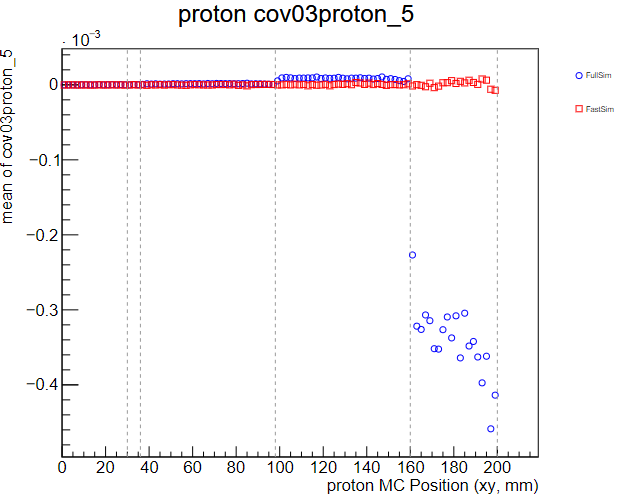 proton cov03proton_5
×10⁻³
mean of cov03proton_5
0
−0.1
−0.2
−0.3
−0.4
0 20 40 60 80 100 120 140 160 180 200
proton MC Position (xy, mm)
FullSim
FastSim